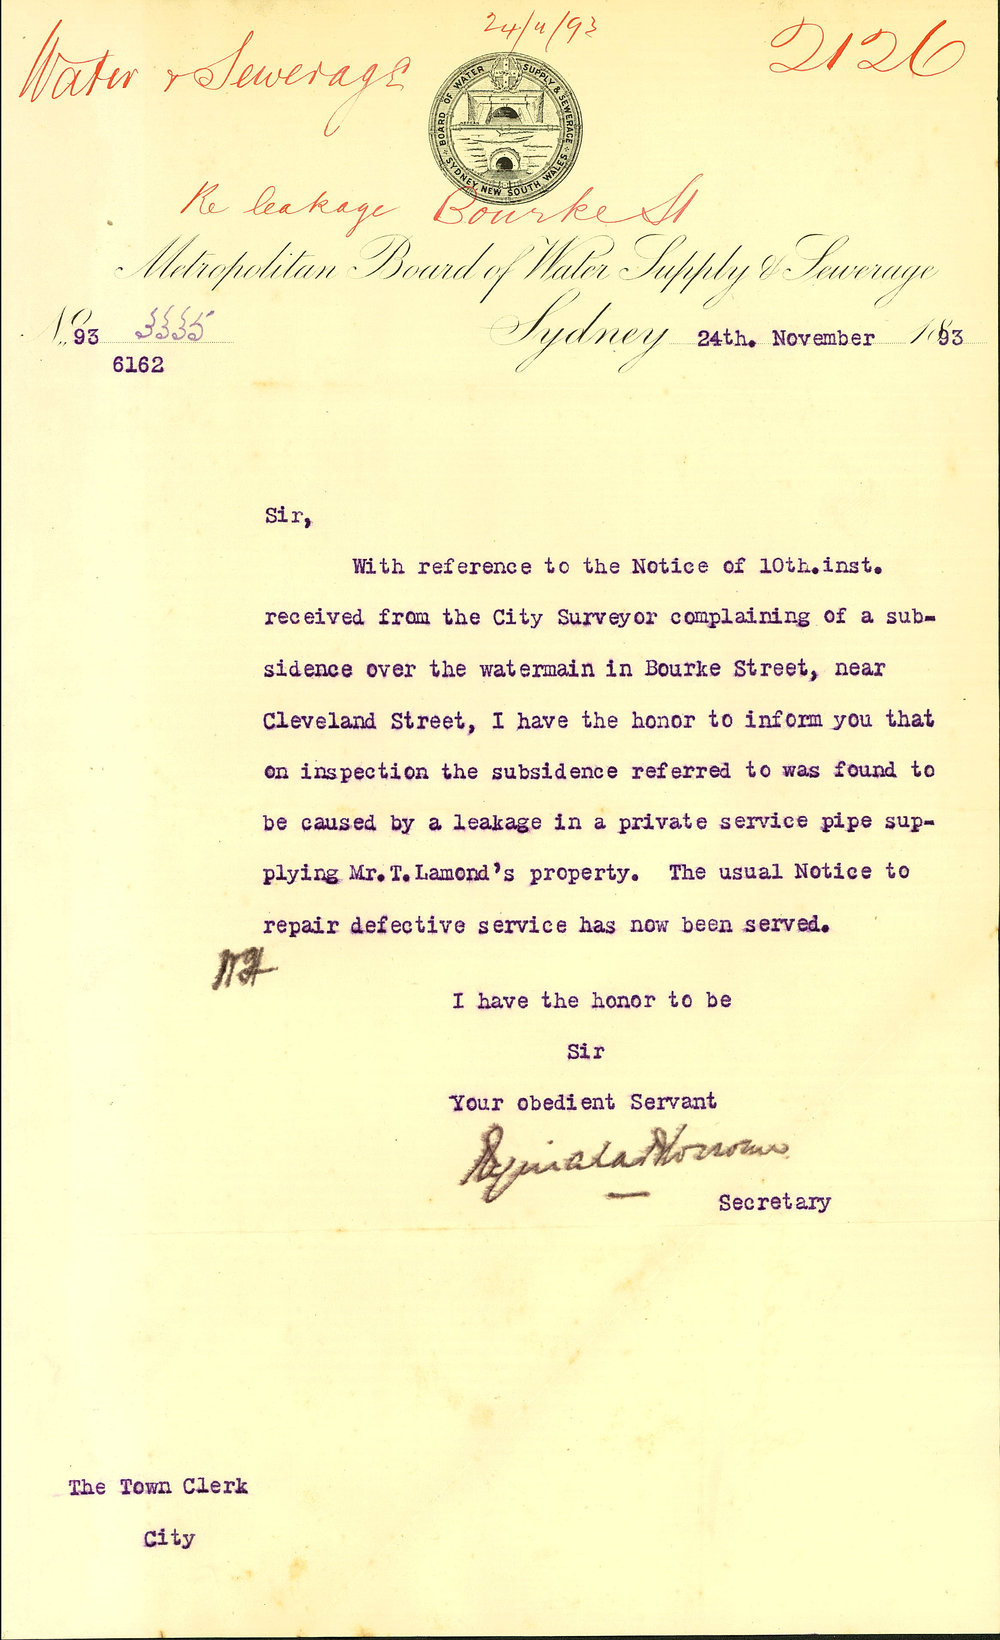 24/11/93
2126
Water & Sewerage
BOARD OF WATER SUPPLY & SEWERAGE
SYDNEY, NEW SOUTH WALES
Re leakage Bourke St
Metropolitan Board of Water Supply & Sewerage
No. 93
6162
Sydney 24th. November 1893
Sir,
With reference to the Notice of 10th.inst.
received from the City Surveyor complaining of a sub-
sidence over the watermain in Bourke Street, near
Cleveland Street, I have the honor to inform you that
on inspection the subsidence referred to was found to
be caused by a leakage in a private service pipe sup-
plying Mr.T.Lamond's property. The usual Notice to
repair defective service has now been served.
I have the honor to be
Sir
Your obedient Servant
Secretary
The Town Clerk
City